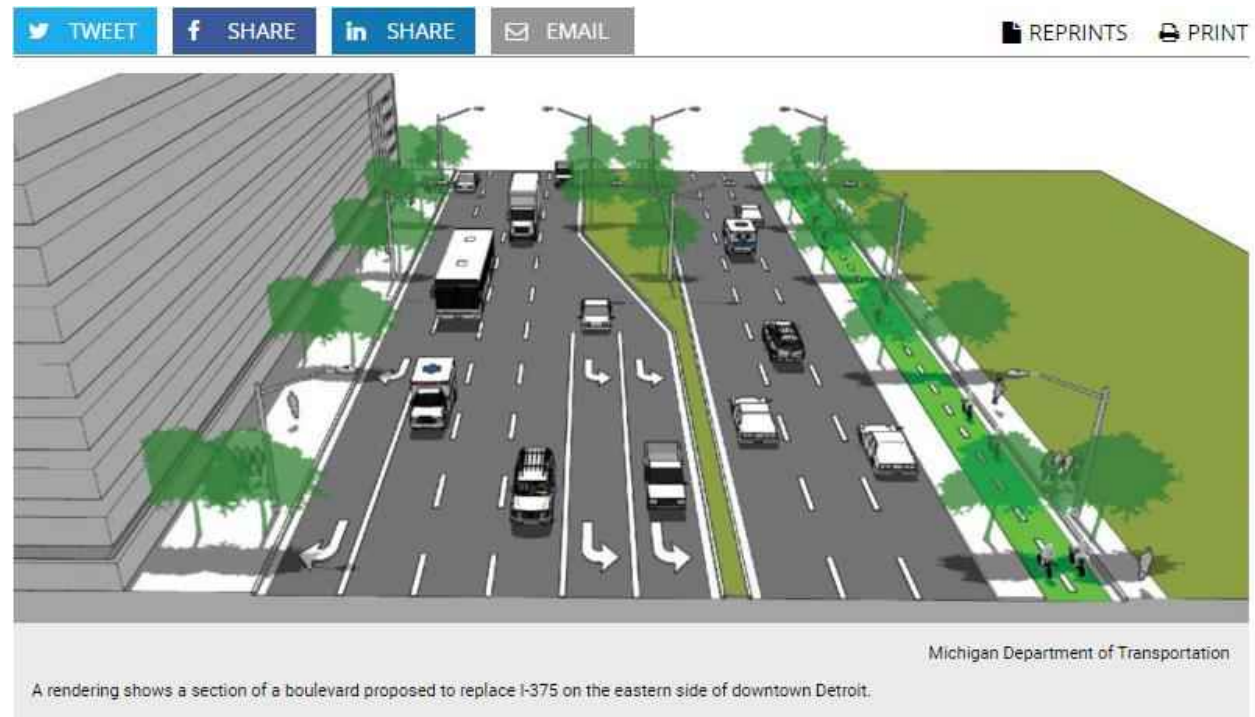 TWEET
SHARE
SHARE
EMAIL
REPRINTS
PRINT
Michigan Department of Transportation
A rendering shows a section of a boulevard proposed to replace I-375 on the eastern side of downtown Detroit.